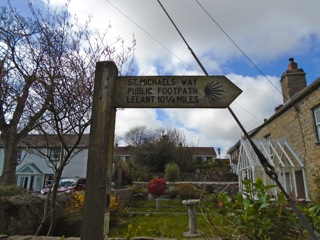 ST. MICHAELS WAY
PUBLIC FOOTPATH
LELANT 10¼ MILES